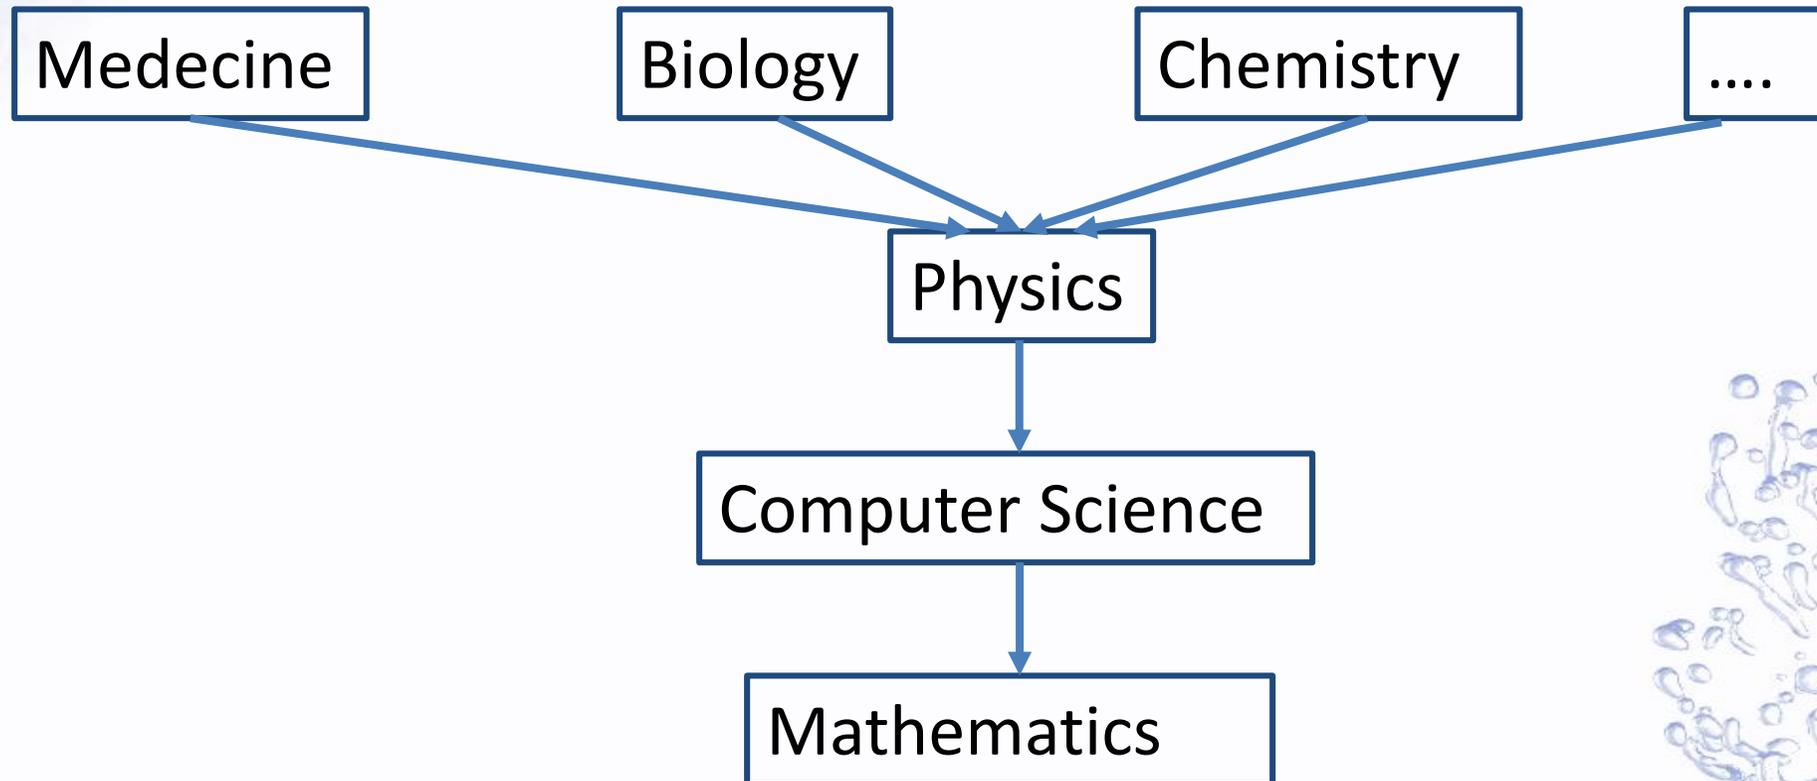 Medecine
Biology
Chemistry
....
Physics
Computer Science
Mathematics